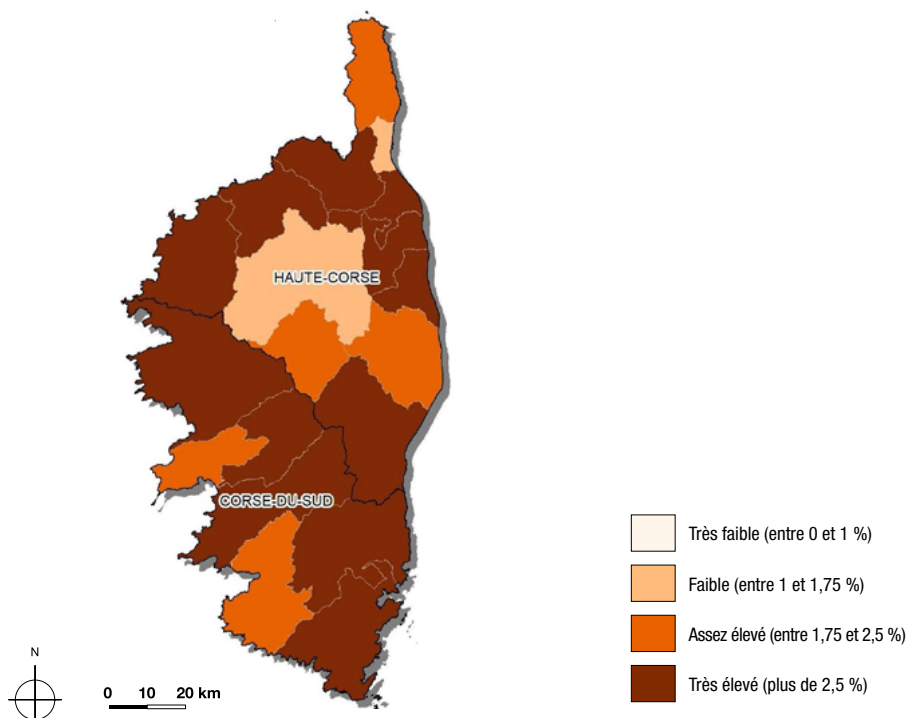 HAUTE-CORSE
CORSE-DU-SUD
Très faible (entre 0 et 1 %)
Faible (entre 1 et 1,75 %)
Assez élevé (entre 1,75 et 2,5 %)
Très élevé (plus de 2,5 %)
N
0 10 20 km